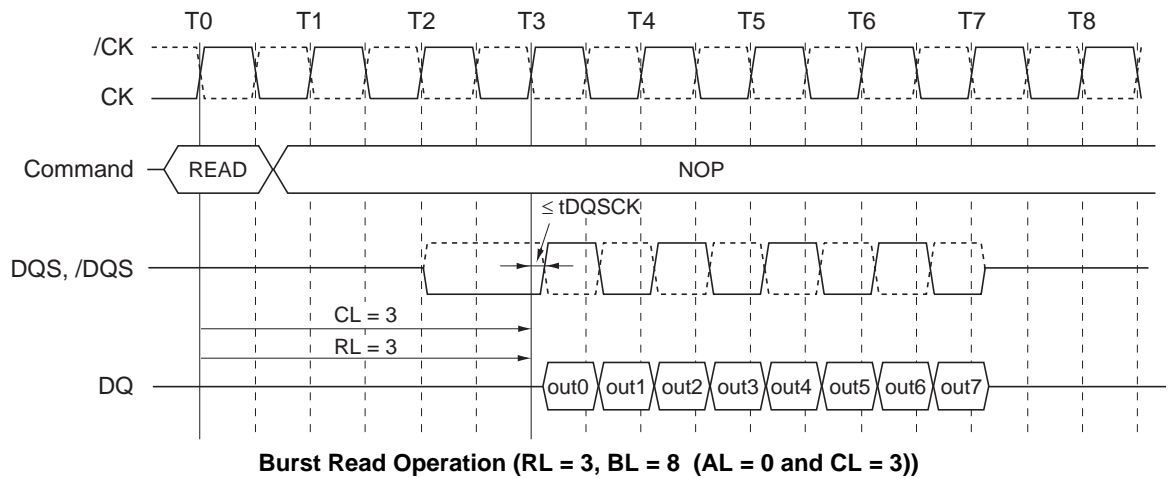 T0 T1 T2 T3 T4 T5 T6 T7 T8
/CK
CK
Command READ NOP
≤ tDQSCK
DQS, /DQS
CL = 3
RL = 3
DQ out0 out1 out2 out3 out4 out5 out6 out7
Burst Read Operation (RL = 3, BL = 8 (AL = 0 and CL = 3))